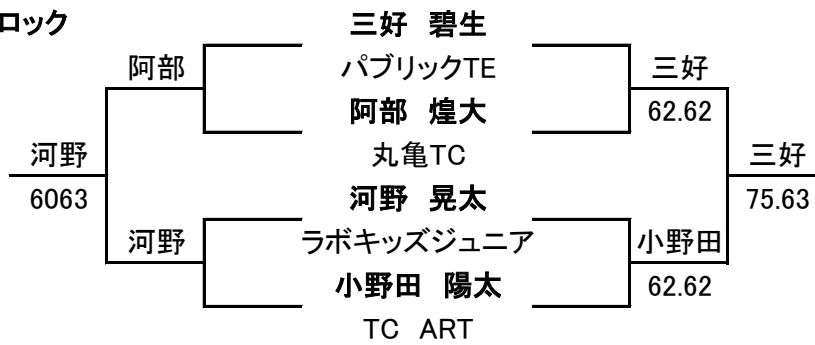 ロック
三好 碧生
阿部 パブリックTE 三好
阿部 煌大 62.62
河野 丸亀TC 三好
6063 河野 晃太 75.63
河野 ラボキッズジュニア 小野田
小野田 陽太 62.62
TC ART